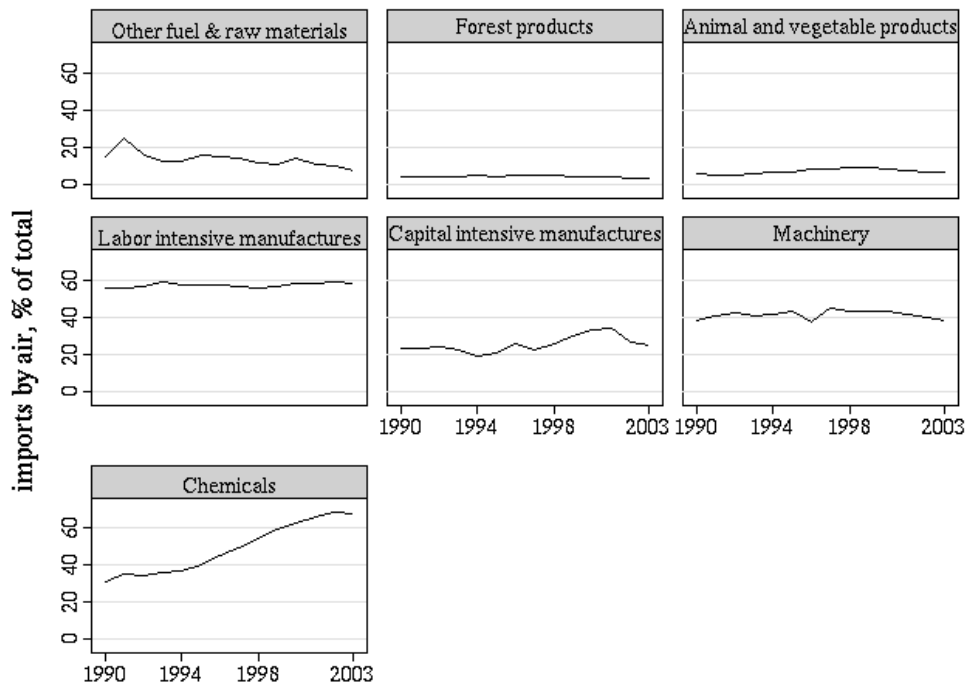 Other fuel & raw materials
Forest products
Animal and vegetable products
60
40
20
0
Labor intensive manufactures
Capital intensive manufactures
Machinery
60
40
20
0
1990 1994 1998 2003
1990 1994 1998 2003
imports by air, % of total
Chemicals
60
40
20
0
1990 1994 1998 2003